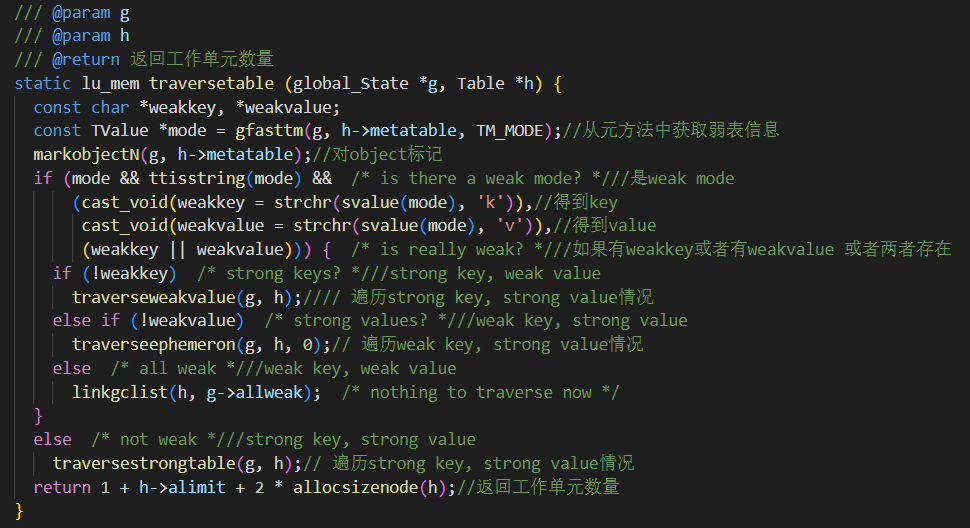 /// @param g
/// @param h
/// @return 返回工作单元数量
static lu_mem traversetable (global_State *g, Table *h) {
  const char *weakkey, *weakvalue;
  const TValue *mode = gfasttm(g, h->metatable, TM_MODE);//从元方法中获取弱表信息
  markobjectN(g, h->metatable);//对object标记
  if (mode && ttisstring(mode) &&  /* is there a weak mode? *///是weak mode
      (cast_void(weakkey = strchr(svalue(mode), 'k')),//得到key
       cast_void(weakvalue = strchr(svalue(mode), 'v')),//得到value
       (weakkey || weakvalue))) {  /* is really weak? *///如果有weakkey或者有weakvalue 或者两者存在
    if (!weakkey)  /* strong keys? *///strong key, weak value
      traverseweakvalue(g, h);//// 遍历strong key, strong value情况
    else if (!weakvalue)  /* strong values? *///weak key, strong value
      traverseephemeron(g, h, 0);// 遍历weak key, strong value情况
    else  /* all weak *///weak key, weak value
      linkgclist(h, g->allweak);  /* nothing to traverse now */
  }
  else  /* not weak *///strong key, strong value
    traversestrongtable(g, h);// 遍历strong key, strong value情况
  return 1 + h->alimit + 2 * allocsizenode(h);//返回工作单元数量
}